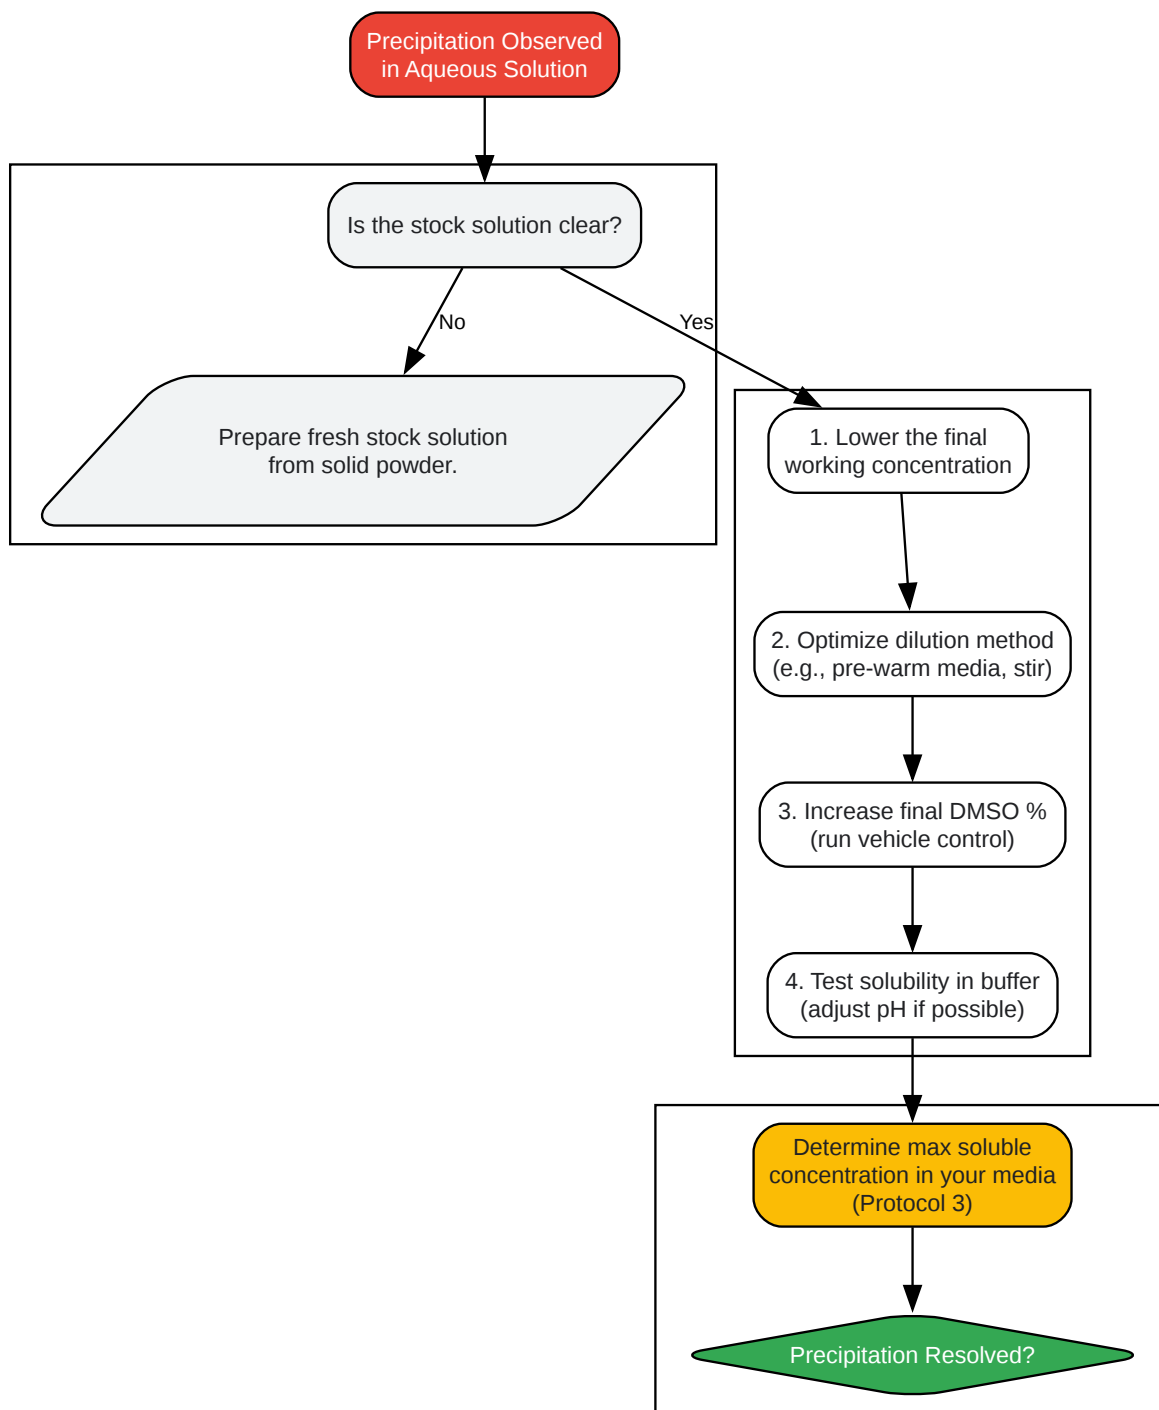 Precipitation Observed
in Aqueous Solution
Is the stock solution clear?
No
Yes
Prepare fresh stock solution
from solid powder.
1. Lower the final
working concentration
2. Optimize dilution method
(e.g., pre-warm media, stir)
3. Increase final DMSO %
(run vehicle control)
4. Test solubility in buffer
(adjust pH if possible)
Determine max soluble
concentration in your media
(Protocol 3)
Precipitation Resolved?